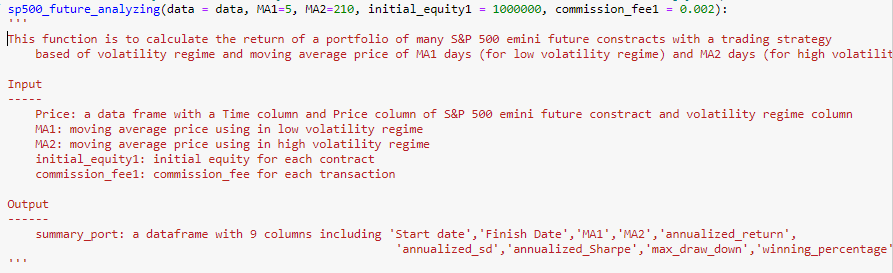 sp500_future_analyzing(data = data, MA1=5, MA2=210, initial_equity1 = 1000000, commission_fee1 = 0.002):
'''
This function is to calculate the return of a portfolio of many S&P 500 emini future constracts with a trading strategy
based of volatility regime and moving average price of MA1 days (for low volatility regime) and MA2 days (for high volatilit
Input
-----
Price: a data frame with a Time column and Price column of S&P 500 emini future constract and volatility regime column
MA1: moving average price using in low volatility regime
MA2: moving average price using in high volatility regime
initial_equity1: initial equity for each contract
commission_fee1: commission_fee for each transaction
Output
------
summary_port: a dataframe with 9 columns including 'Start date','Finish Date','MA1','MA2','annualized_return',
'annualized_sd','annualized_Sharpe','max_draw_down','winning_percentage'
'''